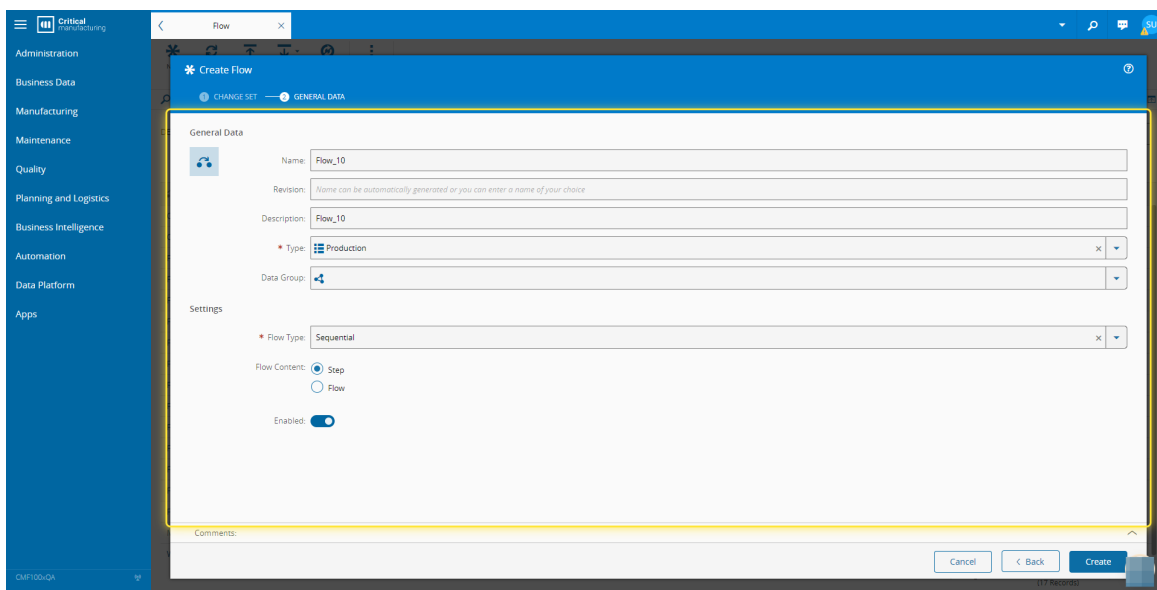 Critical
manufacturing
Flow
SU
Administration
Business Data
Manufacturing
Maintenance
Quality
Planning and Logistics
Business Intelligence
Automation
Data Platform
Apps
CMF100xQA
Create Flow
1 CHANGE SET
2 GENERAL DATA
General Data
Name: Flow_10
Revision: Name can be automatically generated or you can enter a name of your choice
Description: Flow_10
* Type: Production
Data Group:
Settings
* Flow Type: Sequential
Flow Content: Step
Flow
Enabled:
Comments:
Cancel
< Back
Create
(17 Records)